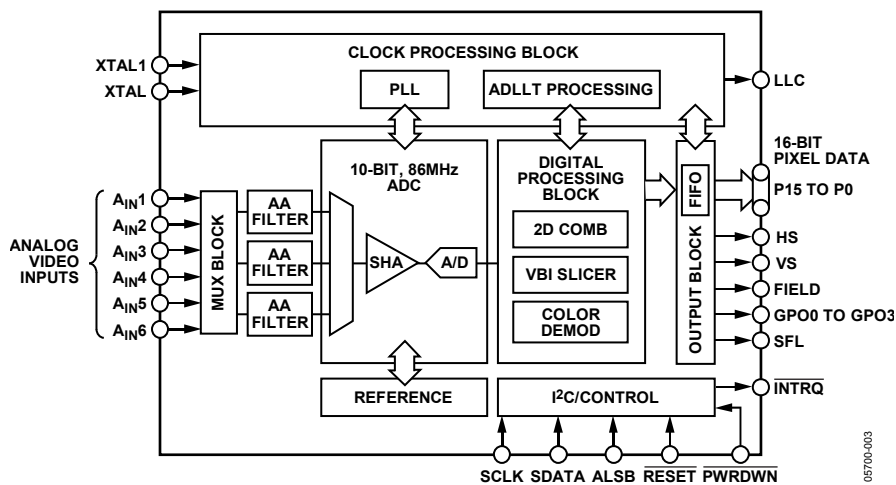 CLOCK PROCESSING BLOCK
XTAL1
XTAL
PLL
ADLLT PROCESSING
LLC
10-BIT, 86MHz
ADC
DIGITAL
PROCESSING
BLOCK
2D COMB
VBI SLICER
COLOR
DEMOD
FIFO
OUTPUT BLOCK
16-BIT
PIXEL DATA
P15 TO P0
ANALOG
VIDEO
INPUTS
AIN1
AIN2
AIN3
AIN4
AIN5
AIN6
MUX BLOCK
AA
FILTER
AA
FILTER
AA
FILTER
SHA
A/D
HS
VS
FIELD
GPO0 TO GPO3
SFL
REFERENCE
I²C/CONTROL
INTRQ
SCLK
SDATA
ALSB
RESET
PWRDWN
05700-003